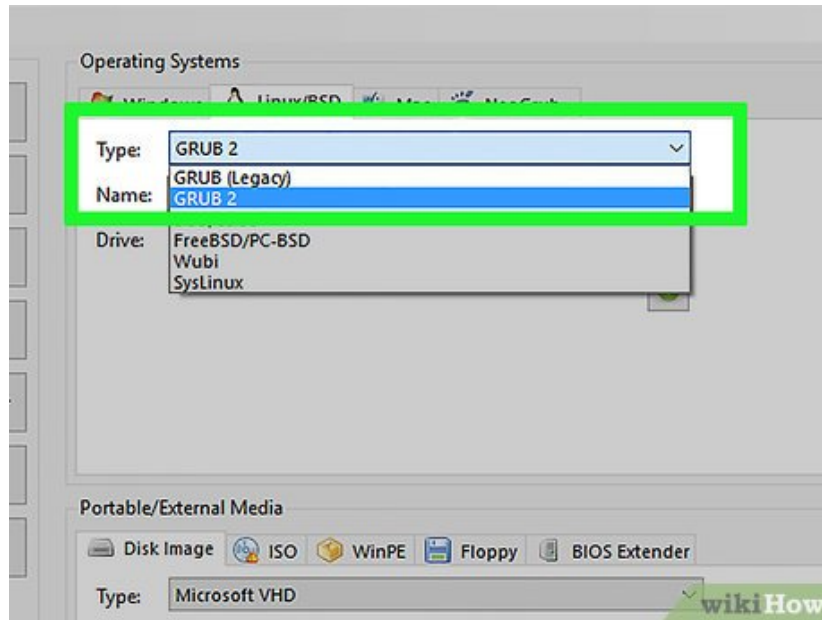 Operating Systems
Linux/BSD
Type: GRUB 2
GRUB (Legacy)
Name: GRUB 2
Drive: FreeBSD/PC-BSD
Wubi
SysLinux
Portable/External Media
Disk Image ISO WinPE Floppy BIOS Extender
Type: Microsoft VHD
wikiHow